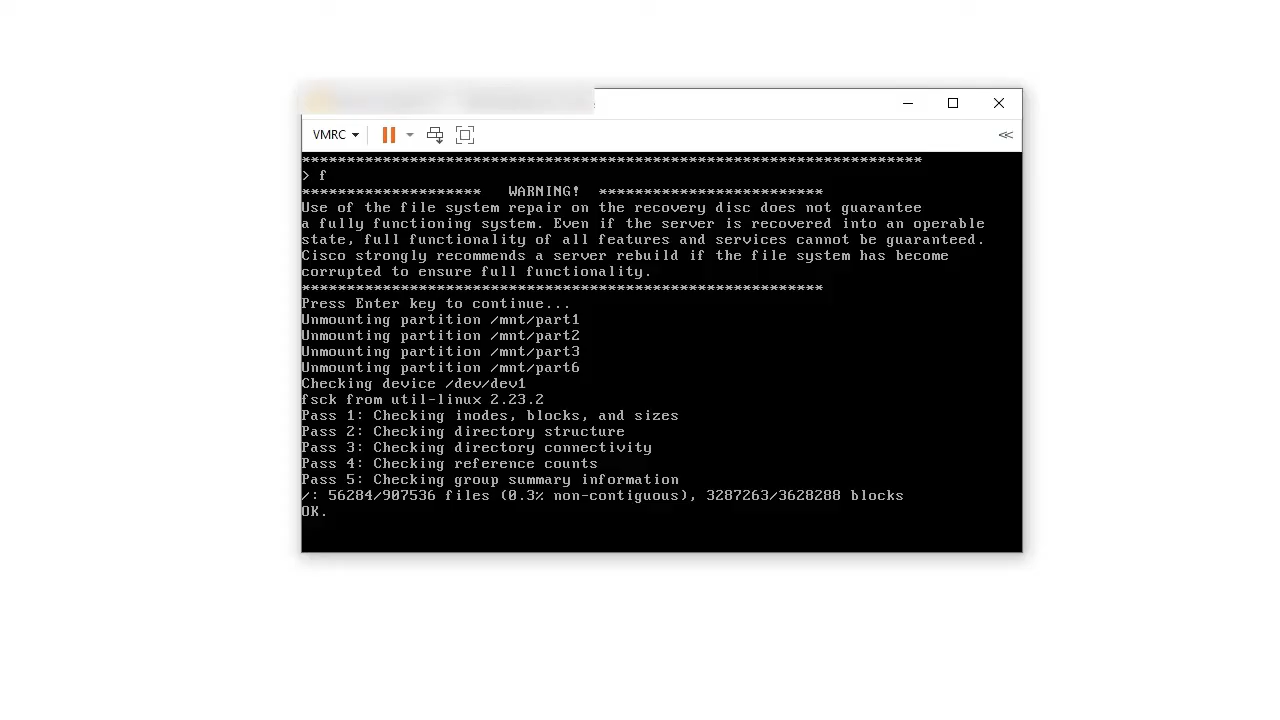 VMRC
*********************************************************************
> f
******************** WARNING! *************************
Use of the file system repair on the recovery disc does not guarantee
a fully functioning system. Even if the server is recovered into an operable
state, full functionality of all features and services cannot be guaranteed.
Cisco strongly recommends a server rebuild if the file system has become
corrupted to ensure full functionality.
**********************************************************
Press Enter key to continue...
Unmounting partition /mnt/part1
Unmounting partition /mnt/part2
Unmounting partition /mnt/part3
Unmounting partition /mnt/part6
Checking device /dev/dev1
fsck from util-linux 2.23.2
Pass 1: Checking inodes, blocks, and sizes
Pass 2: Checking directory structure
Pass 3: Checking directory connectivity
Pass 4: Checking reference counts
Pass 5: Checking group summary information
/: 56284/907536 files (0.3% non-contiguous), 3287263/3628288 blocks
OK.